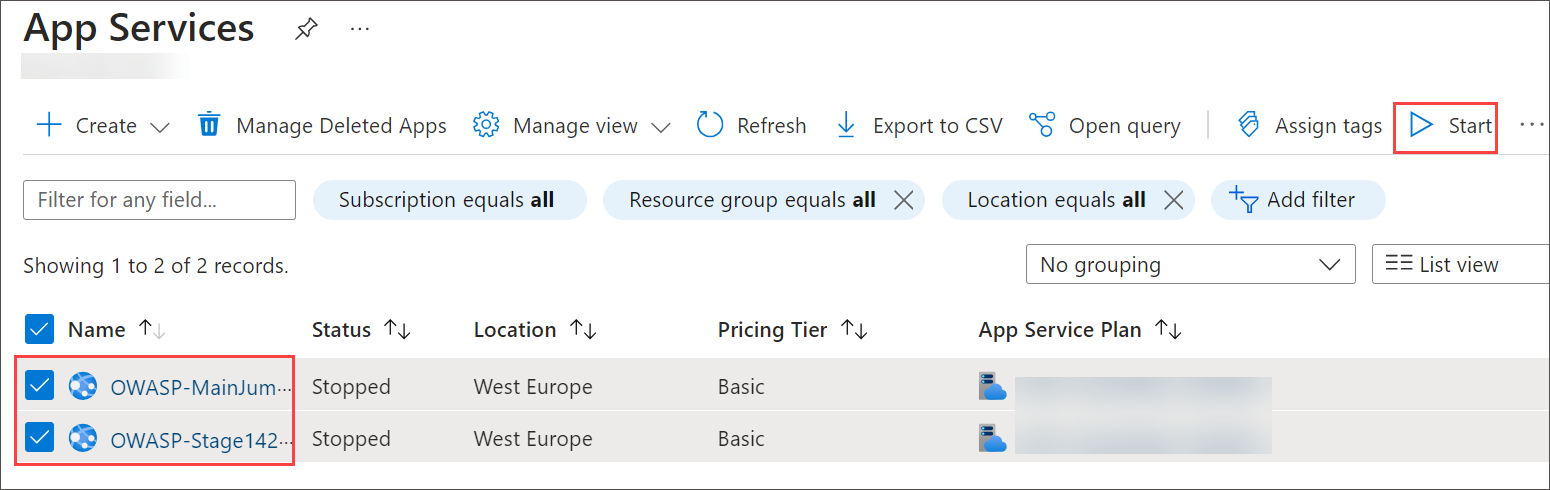 App Services
Create Manage Deleted Apps Manage view Refresh Export to CSV Open query Assign tags Start ...
Filter for any field... Subscription equals all Resource group equals all Location equals all Add filter
Showing 1 to 2 of 2 records. No grouping List view
Name Status Location Pricing Tier App Service Plan
OWASP-MainJum... Stopped West Europe Basic
OWASP-Stage142... Stopped West Europe Basic